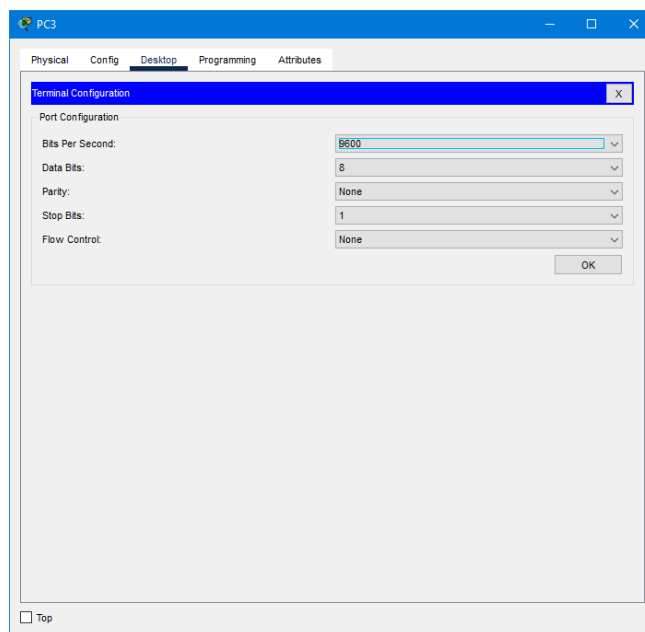 PC3
Physical Config Desktop Programming Attributes
Terminal Configuration X
Port Configuration
Bits Per Second: 9600
Data Bits: 8
Parity: None
Stop Bits: 1
Flow Control: None
OK
Top